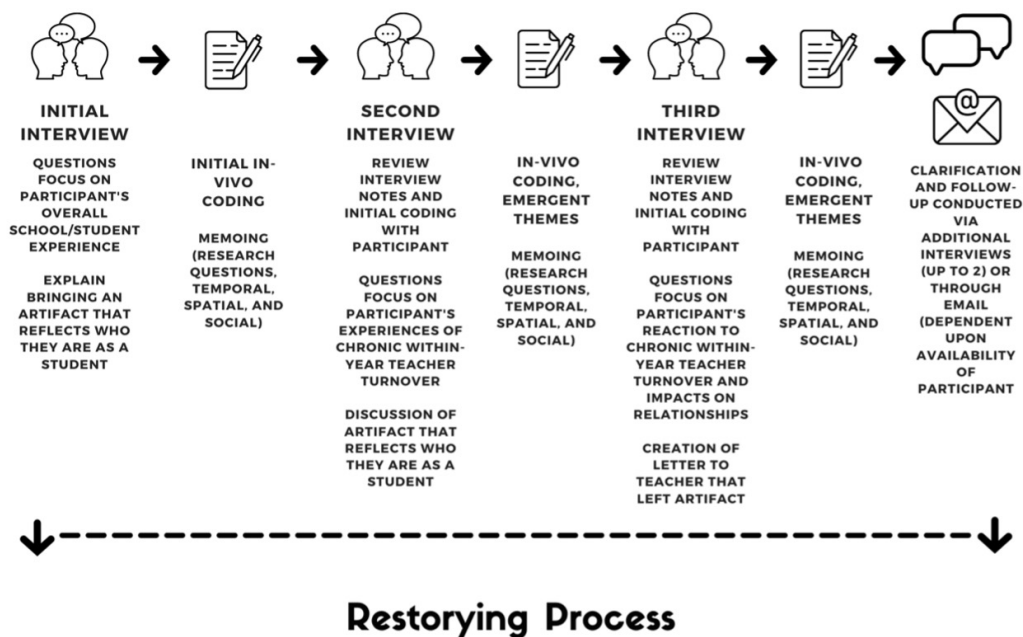 INITIAL
INTERVIEW
QUESTIONS
FOCUS ON
PARTICIPANT'S
OVERALL
SCHOOL/STUDENT
EXPERIENCE
EXPLAIN
BRINGING AN
ARTIFACT THAT
REFLECTS WHO
THEY ARE AS A
STUDENT
INITIAL IN-
VIVO
CODING
MEMOING
(RESEARCH
QUESTIONS,
TEMPORAL,
SPATIAL, AND
SOCIAL)
SECOND
INTERVIEW
REVIEW
INTERVIEW
NOTES AND
INITIAL CODING
WITH
PARTICIPANT
QUESTIONS
FOCUS ON
PARTICIPANT'S
EXPERIENCES OF
CHRONIC WITHIN-
YEAR TEACHER
TURNOVER
DISCUSSION OF
ARTIFACT THAT
REFLECTS WHO
THEY ARE AS A
STUDENT
IN-VIVO
CODING,
EMERGENT
THEMES
MEMOING
(RESEARCH
QUESTIONS,
TEMPORAL,
SPATIAL, AND
SOCIAL)
THIRD
INTERVIEW
REVIEW
INTERVIEW
NOTES AND
INITIAL CODING
WITH
PARTICIPANT
QUESTIONS
FOCUS ON
PARTICIPANT'S
REACTION TO
CHRONIC WITHIN-
YEAR TEACHER
TURNOVER AND
IMPACTS ON
RELATIONSHIPS
CREATION OF
LETTER TO
TEACHER THAT
LEFT ARTIFACT
IN-VIVO
CODING,
EMERGENT
THEMES
MEMOING
(RESEARCH
QUESTIONS,
TEMPORAL,
SPATIAL, AND
SOCIAL)
@
CLARIFICATION
AND FOLLOW-
UP CONDUCTED
VIA
ADDITIONAL
INTERVIEWS
(UP TO 2) OR
THROUGH
EMAIL
(DEPENDENT
UPON
AVAILABILITY
OF
PARTICIPANT
Restorying Process